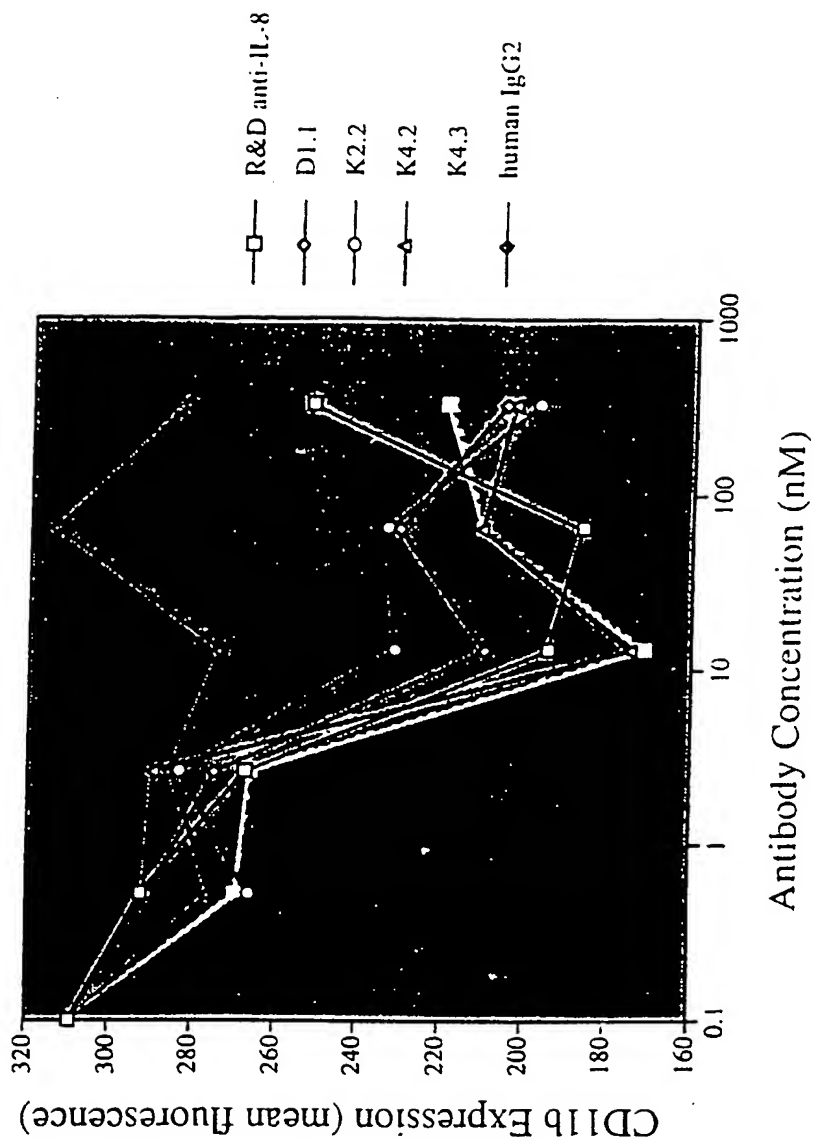 CD11b Expression (mean fluorescence)
320
300
280
260
240
220
200
180
160
0.1
1
10
100
1000
Antibody Concentration (nM)
R&D anti-IL-8
D1.1
K2.2
K4.2
K4.3
human IgG2